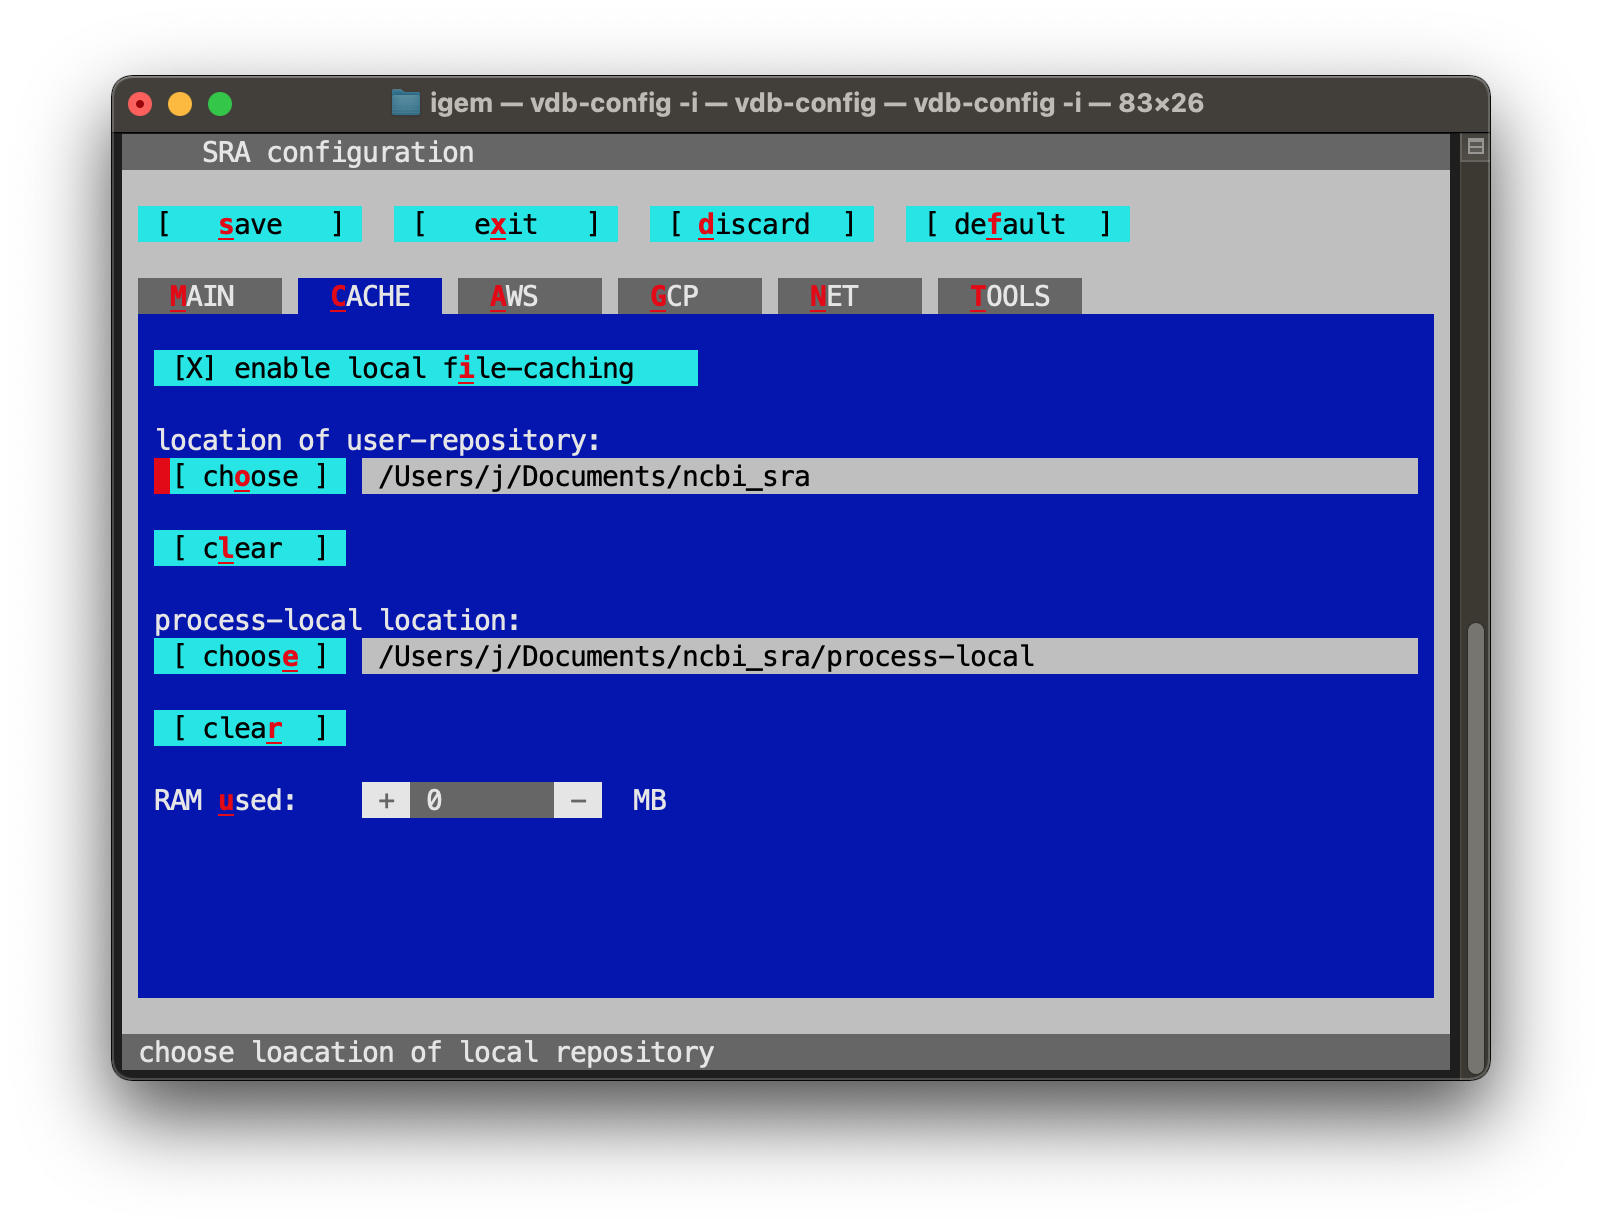 igem — vdb-config -i — vdb-config — vdb-config -i — 83×26
SRA configuration
[ save ] [ exit ] [ discard ] [ default ]
MAIN CACHE AWS GCP NET TOOLS
[X] enable local file-caching
location of user-repository:
[ choose ] /Users/j/Documents/ncbi_sra
[ clear ]
process-local location:
[ choose ] /Users/j/Documents/ncbi_sra/process-local
[ clear ]
RAM used: + 0 - MB
choose loacation of local repository